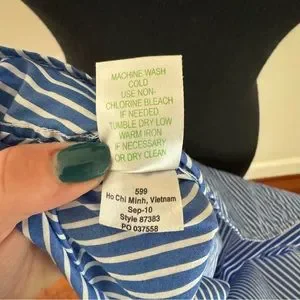 MACHINE WASH
COLD
USE NON-
CHLORINE BLEACH
IF NEEDED
TUMBLE DRY LOW
WARM IRON
IF NECESSARY
OR DRY CLEAN
599
Ho Chi Minh, Vietnam
Sep-10
Style 87383
PO 037558